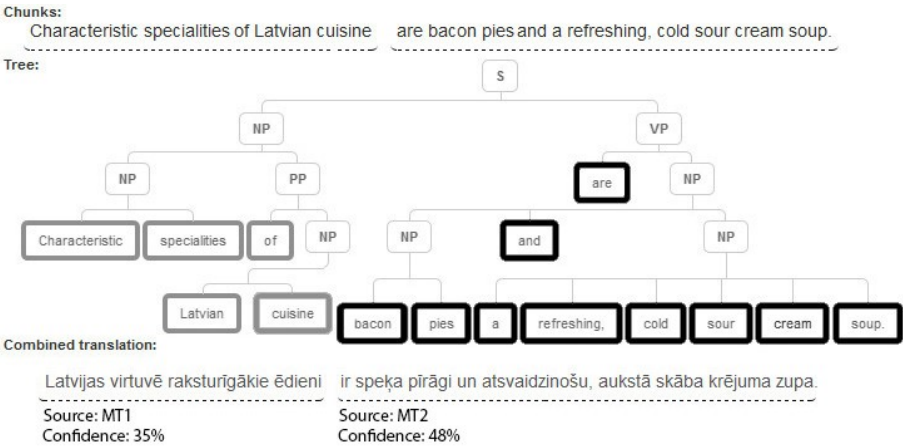 Chunks:
Characteristic specialities of Latvian cuisine are bacon pies and a refreshing, cold sour cream soup.
Tree:
S
NP VP
NP PP are NP
Characteristic specialities of NP NP and NP
Latvian cuisine bacon pies a refreshing, cold sour cream soup.
Combined translation:
Latvijas virtuvē raksturīgākie ēdieni ir speķa pīrāgi un atsvaidzinošu, aukstā skāba krējuma zupa.
Source: MT1 Source: MT2
Confidence: 35% Confidence: 48%